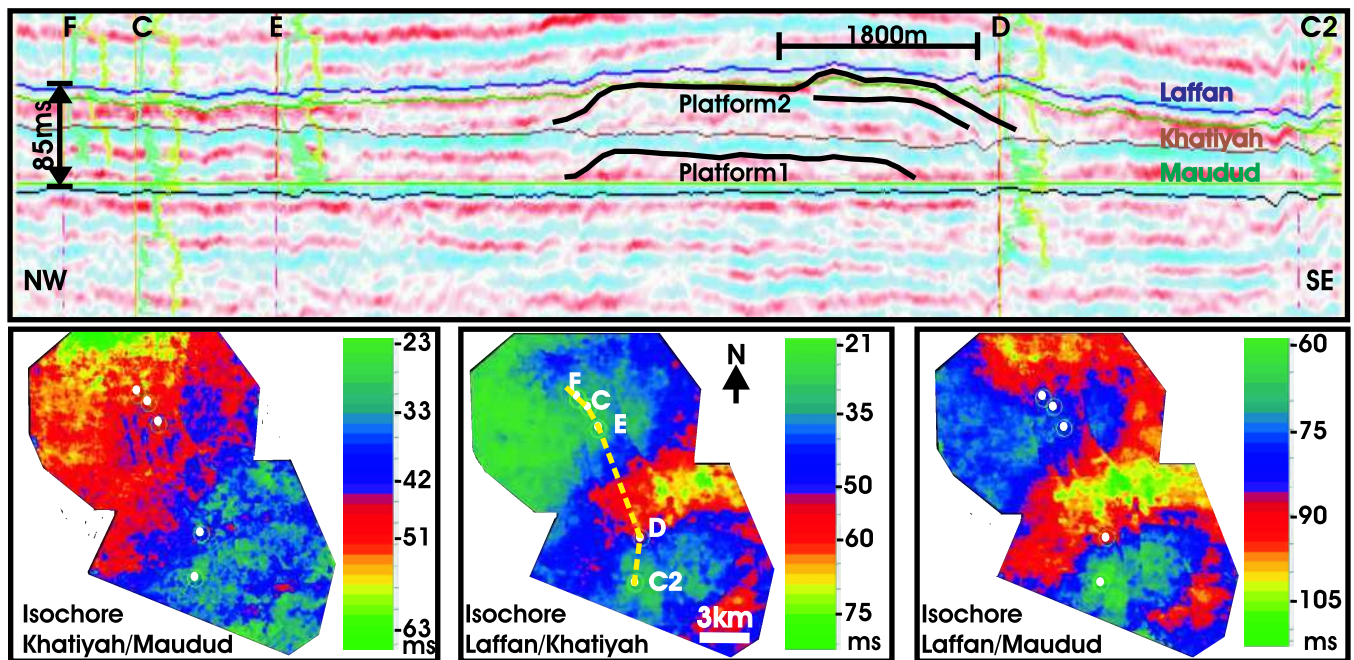 F
C
E
D
C2
1800m
85ms
Platform2
Platform1
Laffan
Khatiyah
Maudud
NW
SE
-23
-33
-42
-51
-63
ms
Isochore
Khatiyah/Maudud
N
F
C
E
D
C2
3km
-21
-35
-50
-60
-75
ms
Isochore
Laffan/Khatiyah
-60
-75
-90
-105
ms
Isochore
Laffan/Maudud